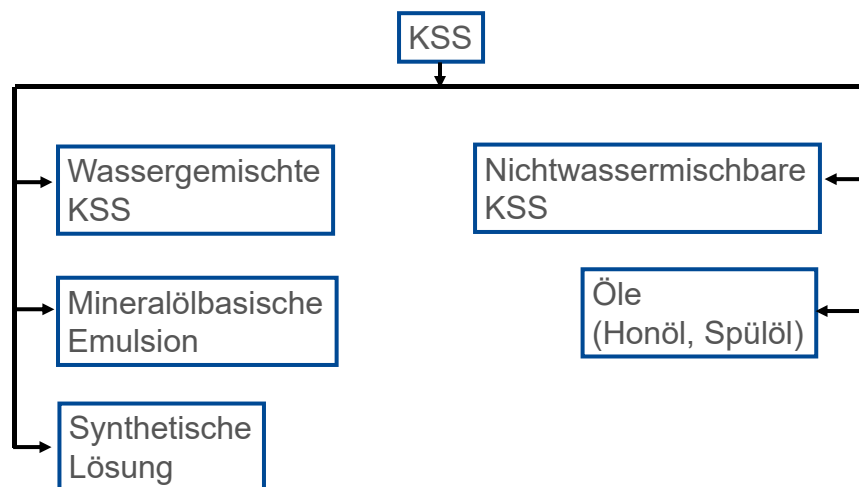 KSS
Wassergemischte
KSS
Nichtwassermischbare
KSS
Mineralölbasische
Emulsion
Öle
(Honöl, Spülöl)
Synthetische
Lösung